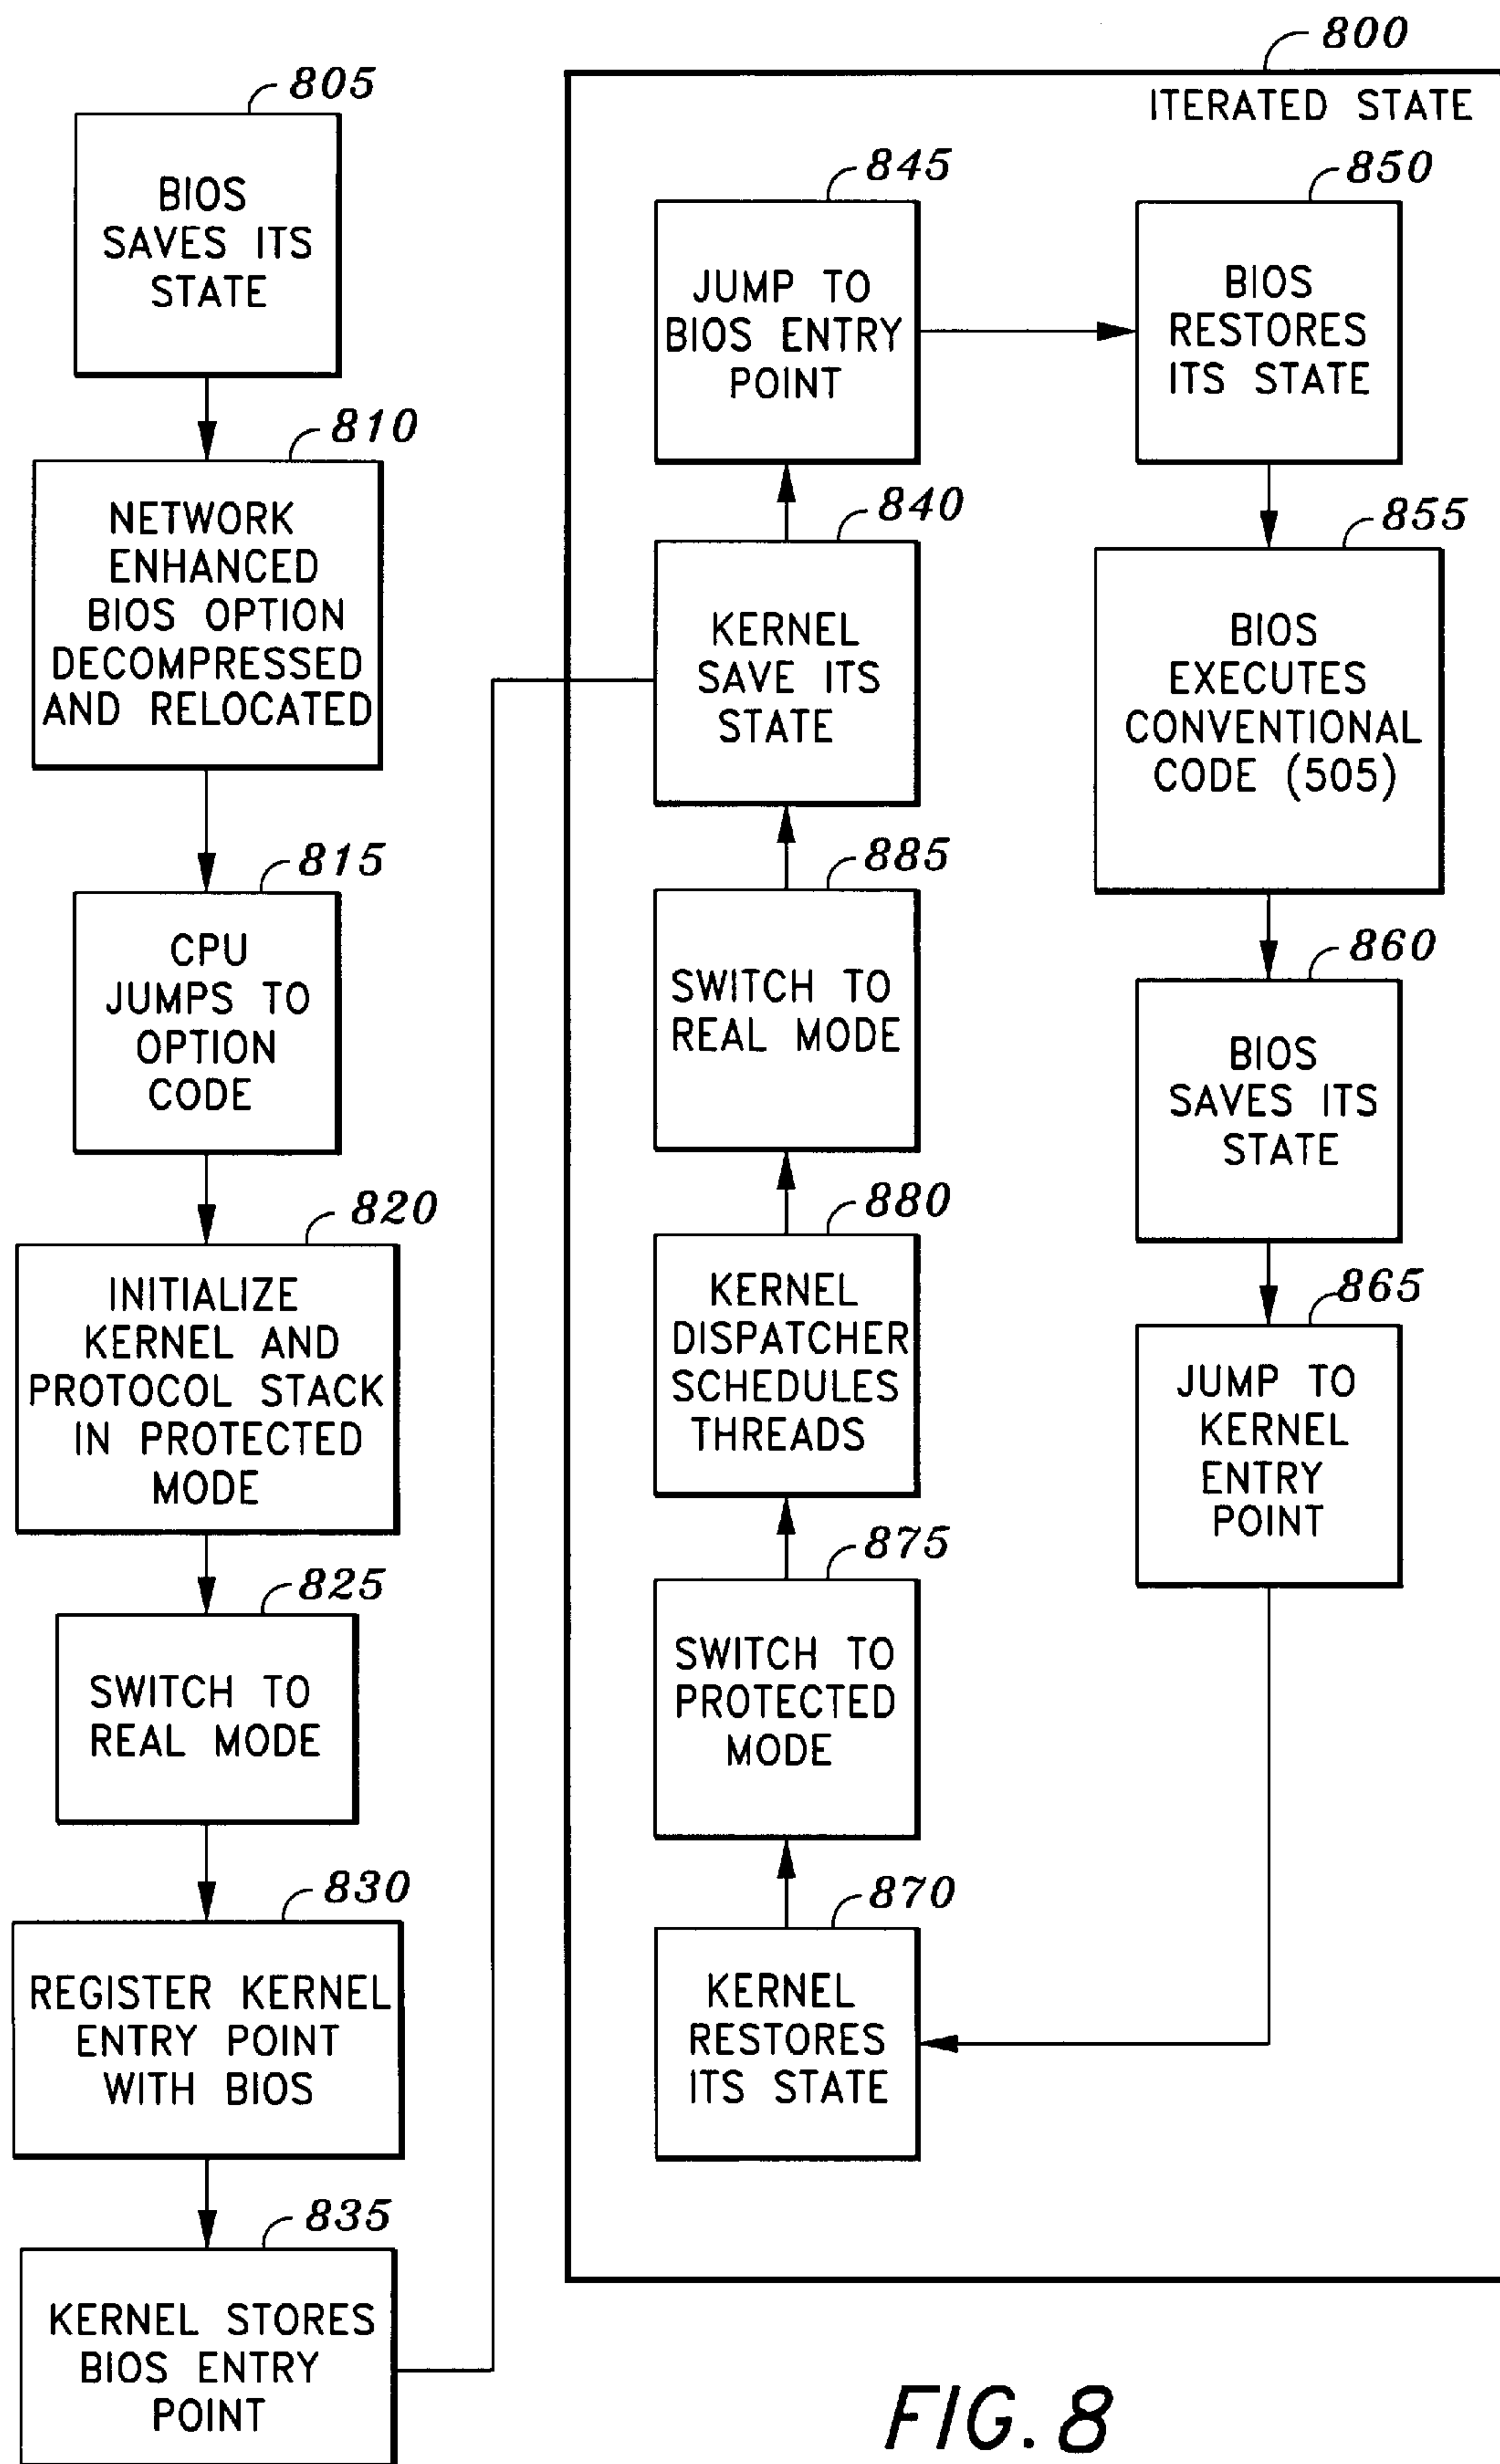 805
BIOS
SAVES ITS
STATE
810
NETWORK
ENHANCED
BIOS OPTION
DECOMPRESSED
AND RELOCATED
815
CPU
JUMPS TO
OPTION
CODE
820
INITIALIZE
KERNEL AND
PROTOCOL STACK
IN PROTECTED
MODE
825
SWITCH TO
REAL MODE
830
REGISTER KERNEL
ENTRY POINT
WITH BIOS
835
KERNEL STORES
BIOS ENTRY
POINT
800
ITERATED STATE
845
JUMP TO
BIOS ENTRY
POINT
840
KERNEL
SAVE ITS
STATE
885
SWITCH TO
REAL MODE
880
KERNEL
DISPATCHER
SCHEDULES
THREADS
875
SWITCH TO
PROTECTED
MODE
870
KERNEL
RESTORES
ITS STATE
850
BIOS
RESTORES
ITS STATE
855
BIOS
EXECUTES
CONVENTIONAL
CODE (505)
860
BIOS
SAVES ITS
STATE
865
JUMP TO
KERNEL
ENTRY
POINT
FIG. 8